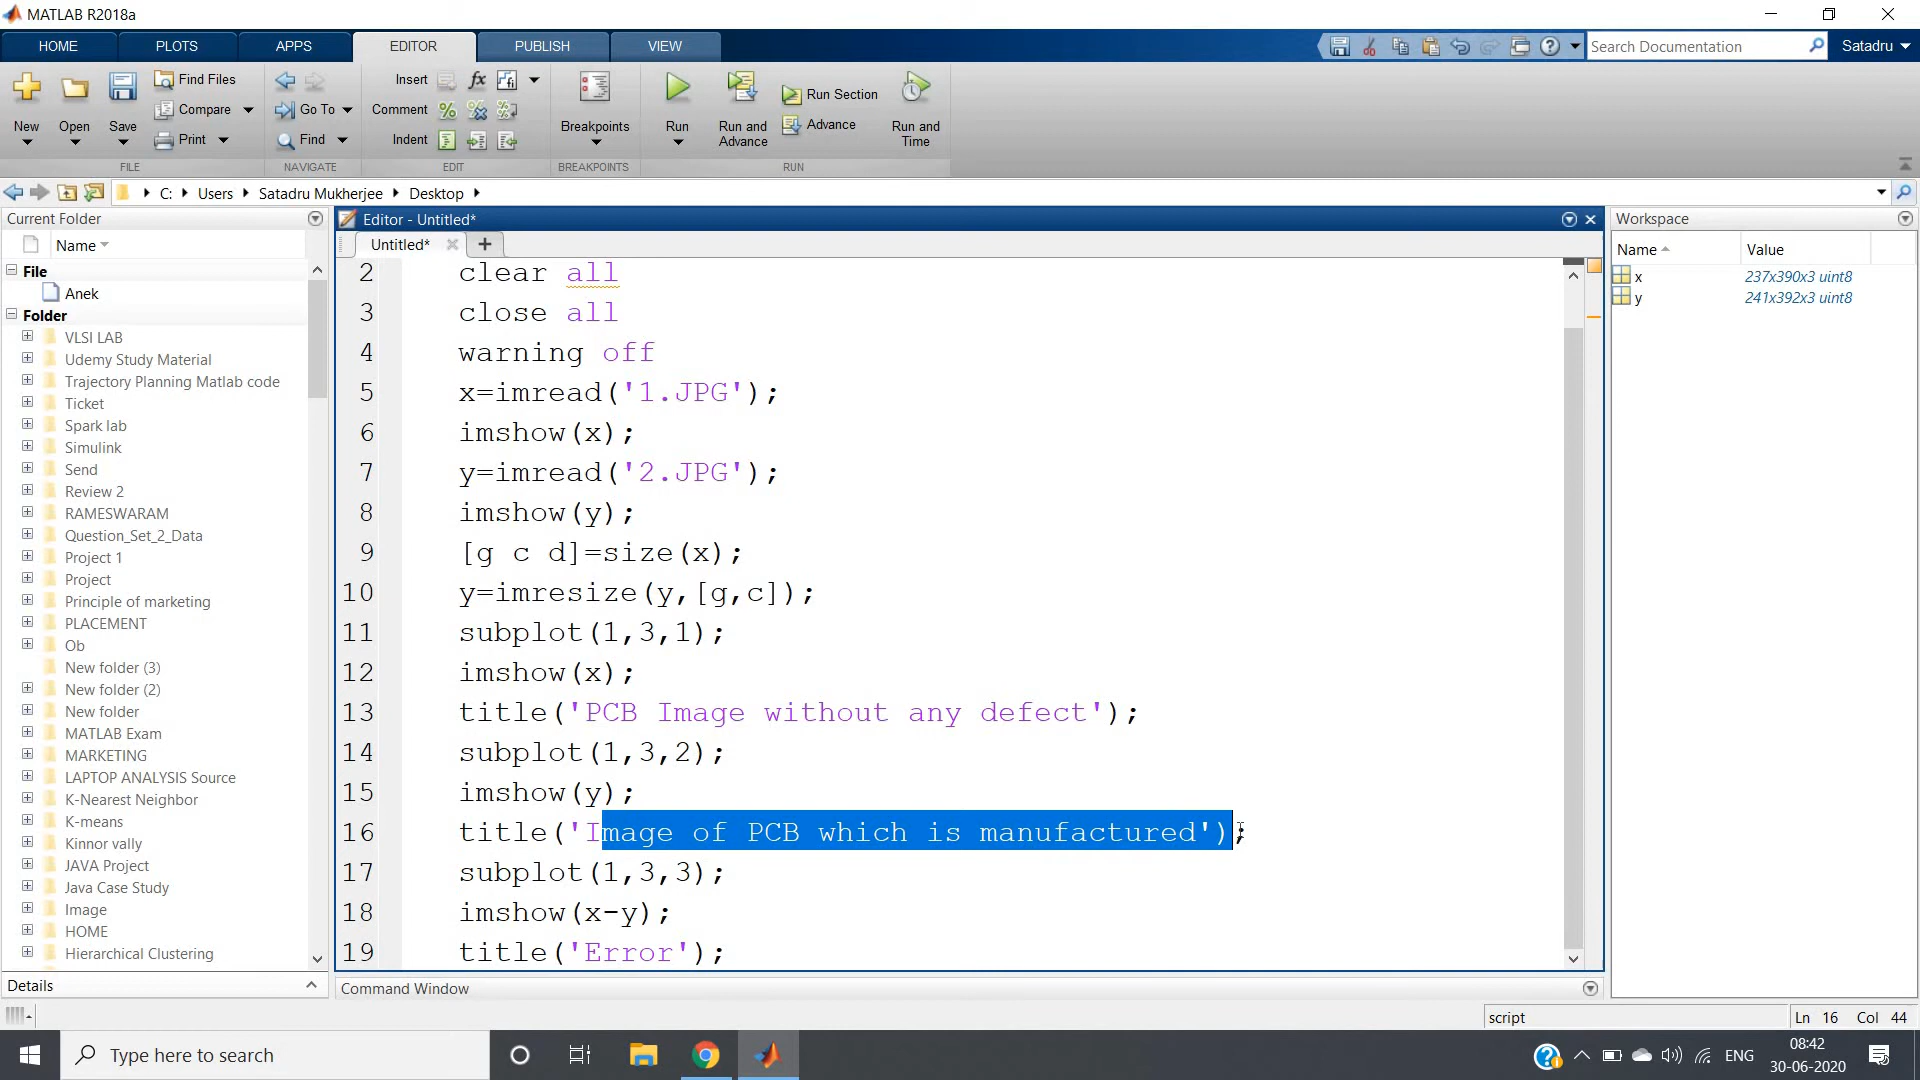 MATLAB R2018a
HOME PLOTS APPS EDITOR PUBLISH VIEW
Search Documentation
Satadru
New
Open
Save
Find Files
Compare
Print
FILE
Go To
Find
NAVIGATE
Insert
fx
Comment
Indent
EDIT
Breakpoints
BREAKPOINTS
Run
Run and Advance
Run Section
Advance
Run and Time
RUN
C: Users Satadru Mukherjee Desktop
Current Folder
Name
File
Anek
Folder
VLSI LAB
Udemy Study Material
Trajectory Planning Matlab code
Ticket
Spark lab
Simulink
Send
Review 2
RAMESWARAM
Question_Set_2_Data
Project 1
Project
Principle of marketing
PLACEMENT
Ob
New folder (3)
New folder (2)
New folder
MATLAB Exam
MARKETING
LAPTOP ANALYSIS Source
K-Nearest Neighbor
K-means
Kinnor vally
JAVA Project
Java Case Study
Image
HOME
Hierarchical Clustering
Details
Editor - Untitled*
Untitled*
2 clear all
3 close all
4 warning off
5 x=imread('1.JPG');
6 imshow(x);
7 y=imread('2.JPG');
8 imshow(y);
9 [g c d]=size(x);
10 y=imresize(y,[g,c]);
11 subplot(1,3,1);
12 imshow(x);
13 title('PCB Image without any defect');
14 subplot(1,3,2);
15 imshow(y);
16 title('Image of PCB which is manufactured');
17 subplot(1,3,3);
18 imshow(x-y);
19 title('Error');
Command Window
Workspace
Name Value
x 237x390x3 uint8
y 241x392x3 uint8
script
Ln 16 Col 44
Type here to search
ENG
08:42
30-06-2020